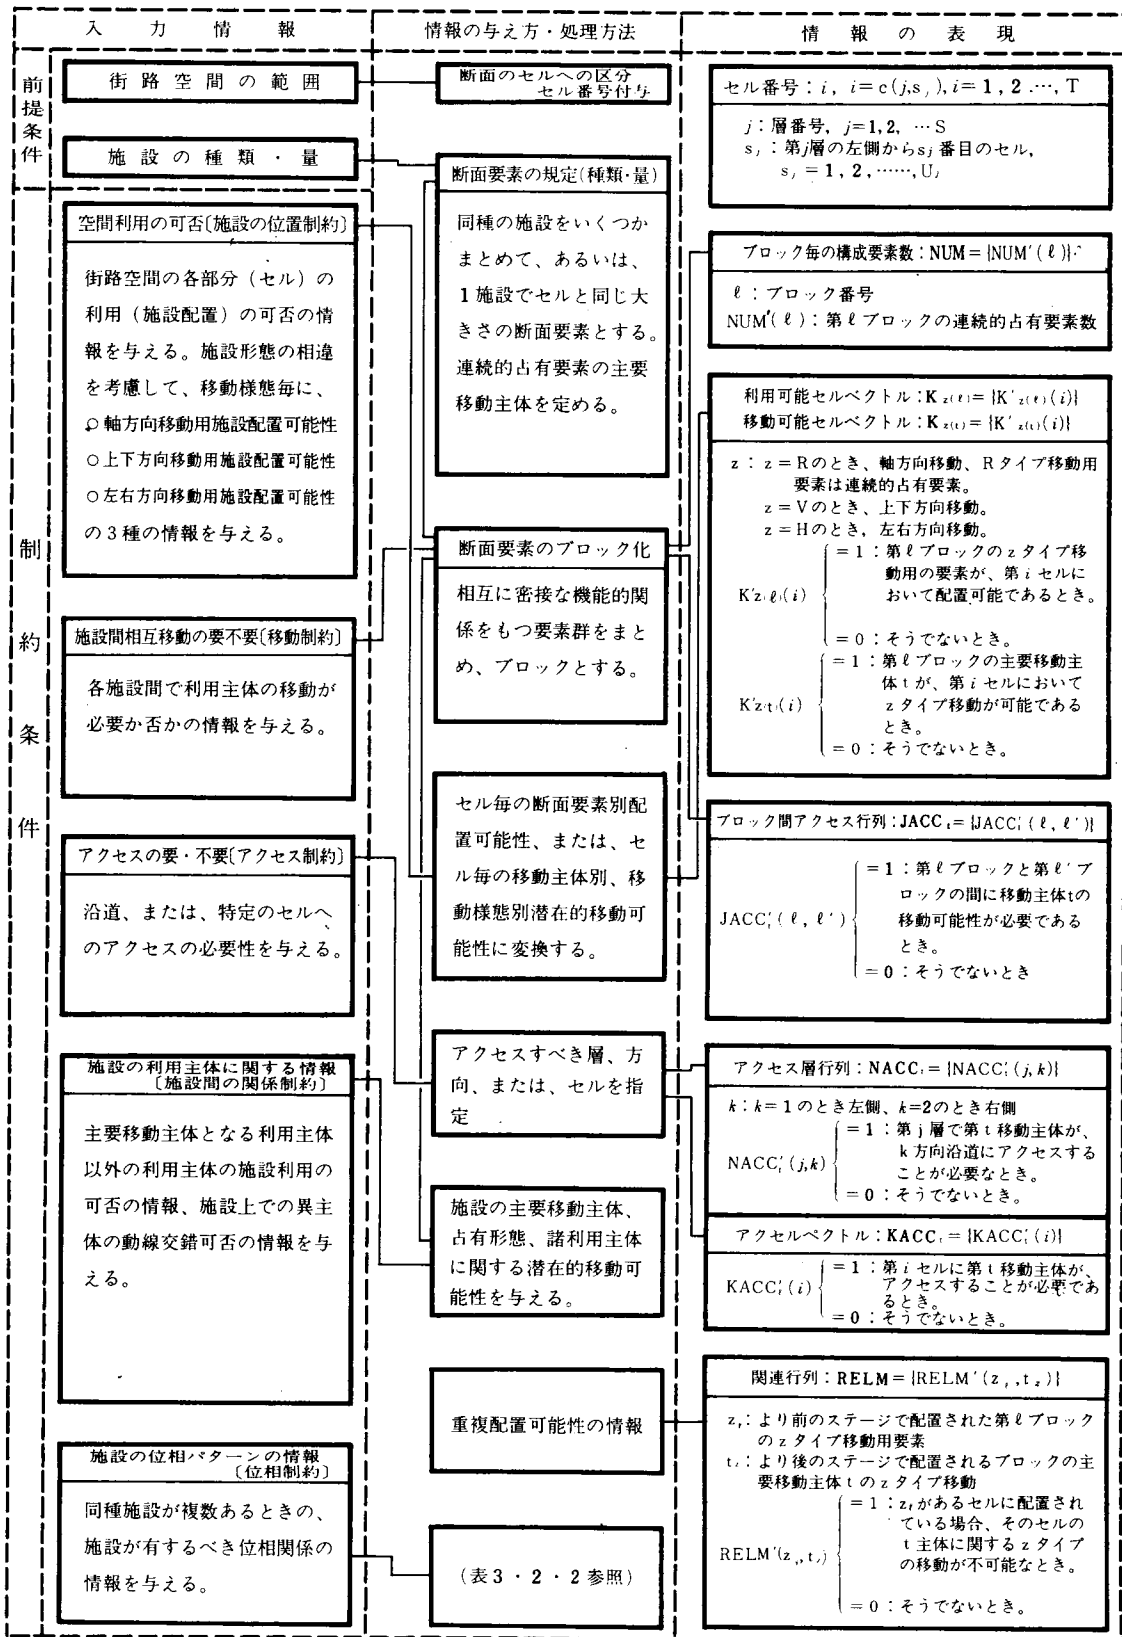 入力情報
情報の与え方・処理方法
情報の表現
前提条件
街路空間の範囲
施設の種類・量
制約条件
空間利用の可否〔施設の位置制約〕
街路空間の各部分（セル）の
利用（施設配置）の可否の情
報を与える。施設形態の相違
を考慮して、移動様態毎に、
○軸方向移動用施設配置可能性
○上下方向移動用施設配置可能性
○左右方向移動用施設配置可能性
の3種の情報を与える。
施設間相互移動の要不要〔移動制約〕
各施設間で利用主体の移動が
必要か否かの情報を与える。
アクセスの要・不要〔アクセス制約〕
沿道、または、特定のセルへ
のアクセスの必要性を与える。
施設の利用主体に関する情報
〔施設間の関係制約〕
主要移動主体となる利用主体
以外の利用主体の施設利用の
可否の情報、施設上での異主
体の動線交錯可否の情報を与
える。
施設の位相パターンの情報
〔位相制約〕
同種施設が複数あるときの、
施設が有するべき位相関係の
情報を与える。
断面のセルへの区分
セル番号付与
断面要素の規定(種類・量)
同種の施設をいくつか
まとめて、あるいは、
1施設でセルと同じ大
きさの断面要素とする。
連続的占有要素の主要
移動主体を定める。
断面要素のブロック化
相互に密接な機能的関
係をもつ要素群をまと
め、ブロックとする。
セル毎の断面要素別配
置可能性、または、セ
ル毎の移動主体別、移
動様態別潜在的移動可
能性に変換する。
アクセスすべき層、方
向、または、セルを指
定
施設の主要移動主体、
占有形態、諸利用主体
に関する潜在的移動可
能性を与える。
重複配置可能性の情報
(表3・2・2参照)
セル番号：i, i=c(j,sj), i=1, 2 …, T
j：層番号, j=1,2, …S
sj：第j層の左側からsj番目のセル,
sj = 1, 2, ……, Uj
ブロック毎の構成要素数：NUM={NUM′(ℓ)}
ℓ：ブロック番号
NUM′(ℓ)：第ℓブロックの連続的占有要素数
利用可能セルベクトル：Kz(ℓ)={K′z(ℓ)(i)}
移動可能セルベクトル：Kz(t)={K′z(t)(i)}
z：z=Rのとき、軸方向移動、Rタイプ移動用
要素は連続的占有要素。
z=Vのとき、上下方向移動。
z=Hのとき, 左右方向移動。
K′z(ℓ)(i)
=1：第ℓブロックのzタイプ移
動用の要素が、第iセルに
おいて配置可能であるとき。
=0：そうでないとき。
K′z(t)(i)
=1：第ℓブロックの主要移動主
体tが、第iセルにおいて
zタイプ移動が可能である
とき。
=0：そうでないとき。
ブロック間アクセス行列：JACCt={JACC′t(ℓ, ℓ′)}
JACC′t(ℓ, ℓ′)
=1：第ℓブロックと第ℓ′ブ
ロックの間に移動主体tの
移動可能性が必要である
とき。
=0：そうでないとき
アクセス層行列：NACCt={NACC′t(j,k)}
k：k=1のとき左側、k=2のとき右側
NACC′t(j,k)
=1：第j層で第t移動主体が、
k方向沿道にアクセスする
ことが必要なとき。
=0：そうでないとき。
アクセルベクトル：KACCt={KACC′t(i)}
KACC′t(i)
=1：第iセルに第t移動主体が、
アクセスすることが必要であ
るとき。
=0：そうでないとき。
関連行列：RELM={RELM′(zℓ,tz)}
zℓ：より前のステージで配置された第ℓブロック
のzタイプ移動用要素
tz：より後のステージで配置されるブロックの主
要移動主体tのzタイプ移動
RELM′(zℓ,tz)
=1：zℓがあるセルに配置され
ている場合、そのセルの
t主体に関するzタイプ
の移動が不可能なとき。
=0：そうでないとき。